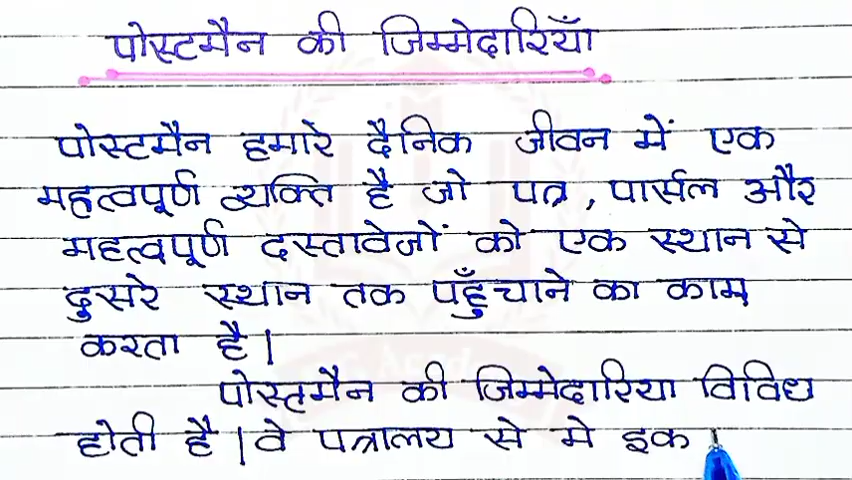 पोस्टमैन की जिम्मेदारियाँ
पोस्टमैन हमारे दैनिक जीवन में एक
महत्वपूर्ण व्यक्ति है जो पत्र, पार्सल और
महत्वपूर्ण दस्तावेजों को एक स्थान से
दुसरे स्थान तक पहुँचाने का काम
करता है।
पोस्टमैन की जिम्मेदारिया विविध
होती है। वे पत्रालय से मे इक